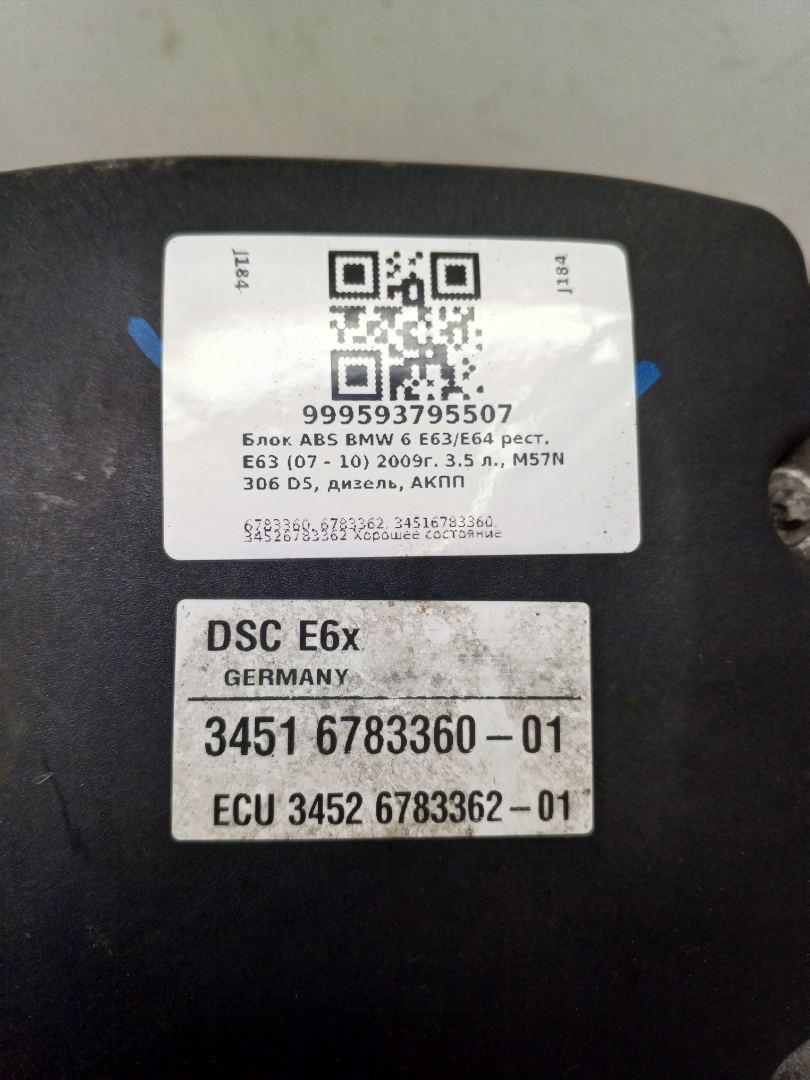 J184
J184
999593795507
Блок ABS BMW 6 E63/E64 рест.
E63 (07 - 10) 2009г. 3.5 л., M57N
306 D5, дизель, АКПП
6783360, 6783362, 34516783360,
34526783362 Хорошее состояние
DSC E6x
GERMANY
3451 6783360 – 01
ECU 3452 6783362 – 01